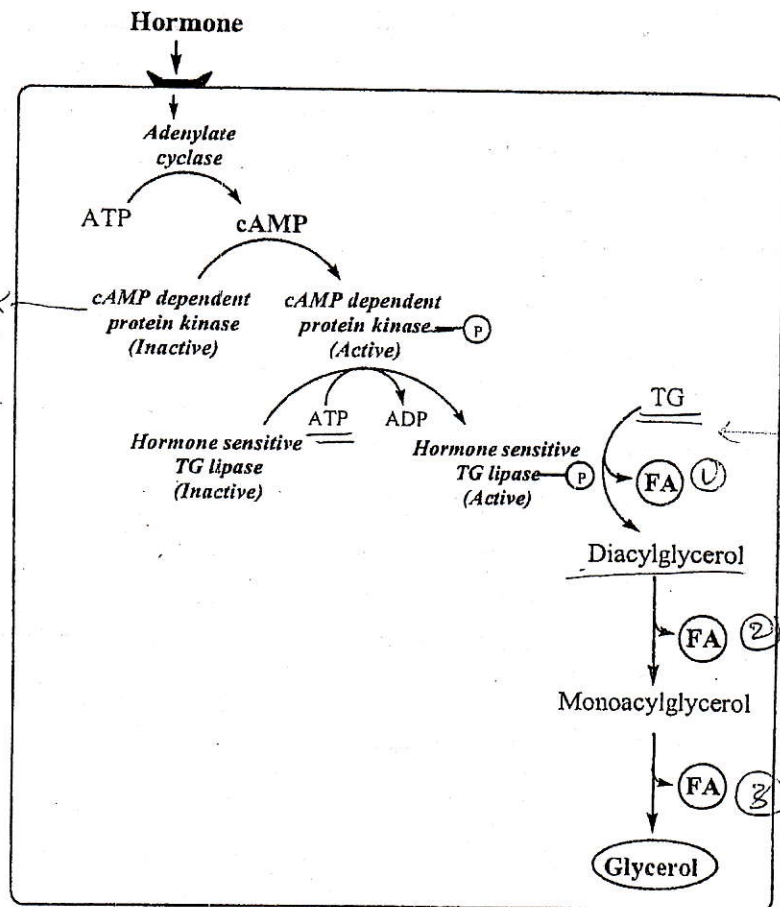 Hormone
Adenylate
cyclase
ATP
cAMP
cAMP dependent
protein kinase
(Inactive)
cAMP dependent
protein kinase
(Active)
P
ATP
ADP
Hormone sensitive
TG lipase
(Inactive)
Hormone sensitive
TG lipase
(Active)
P
TG
FA
1
Diacylglycerol
FA
2
Monoacylglycerol
FA
3
Glycerol